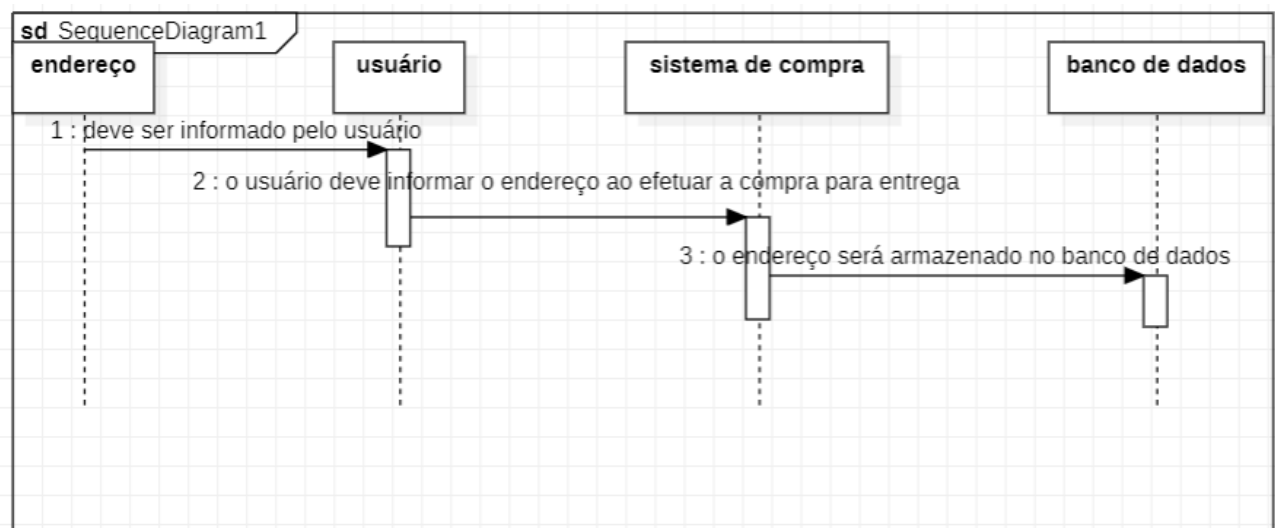 sd SequenceDiagram1
endereço
usuário
sistema de compra
banco de dados
1 : deve ser informado pelo usuário
2 : o usuário deve informar o endereço ao efetuar a compra para entrega
3 : o endereço será armazenado no banco de dados